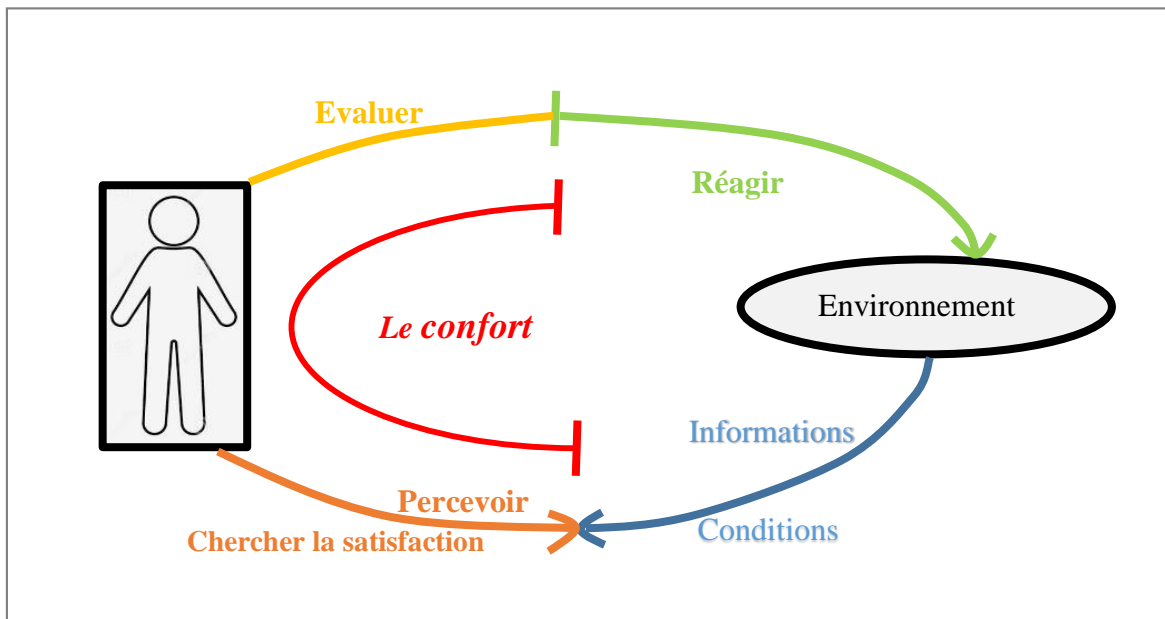 Evaluer
Réagir
Environnement
Le confort
Informations
Percevoir
Conditions
Chercher la satisfaction